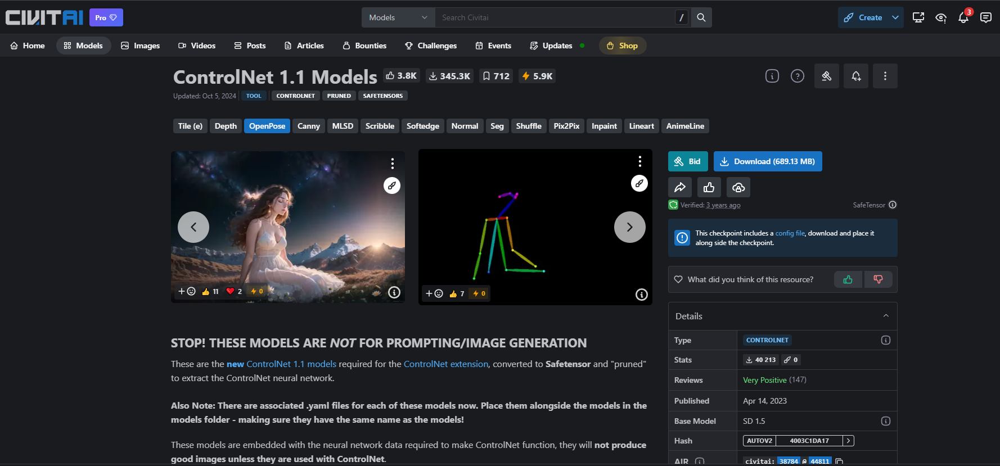 CIVITAI Pro Models Search Civitai / Create 3
Home Models Images Videos Posts Articles Bounties Challenges Events Updates Shop
ControlNet 1.1 Models 3.8K 345.3K 712 5.9K
Updated: Oct 5, 2024 TOOL CONTROLNET PRUNED SAFETENSORS
Tile (e) Depth OpenPose Canny MLSD Scribble Softedge Normal Seg Shuffle Pix2Pix Inpaint Lineart AnimeLine
Bid Download (689.13 MB)
Verified: 3 years ago SafeTensor
This checkpoint includes a config file, download and place it
along side the checkpoint.
What did you think of this resource?
11 2 0
7 0
Details
Type CONTROLNET
Stats 40 213 0
Reviews Very Positive (147)
Published Apr 14, 2023
Base Model SD 1.5
Hash AUTOV2 4003C1DA17
AIR civitai: 38784 @ 44811
STOP! THESE MODELS ARE NOT FOR PROMPTING/IMAGE GENERATION
These are the new ControlNet 1.1 models required for the ControlNet extension, converted to Safetensor and "pruned"
to extract the ControlNet neural network.
Also Note: There are associated .yaml files for each of these models now. Place them alongside the models in the
models folder - making sure they have the same name as the models!
These models are embedded with the neural network data required to make ControlNet function, they will not produce
good images unless they are used with ControlNet.